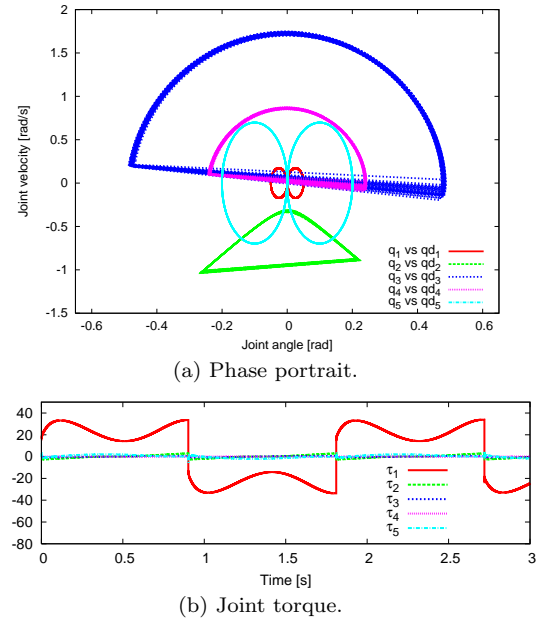 2
1.5
1
0.5
0
-0.5
-1
-1.5
Joint velocity [rad/s]
-0.6 -0.4 -0.2 0 0.2 0.4 0.6
Joint angle [rad]
q1 vs qd1
q2 vs qd2
q3 vs qd3
q4 vs qd4
q5 vs qd5
(a) Phase portrait.
40
20
0
-20
-40
-60
-80
τ1
τ2
τ3
τ4
τ5
0 0.5 1 1.5 2 2.5 3
Time [s]
(b) Joint torque.